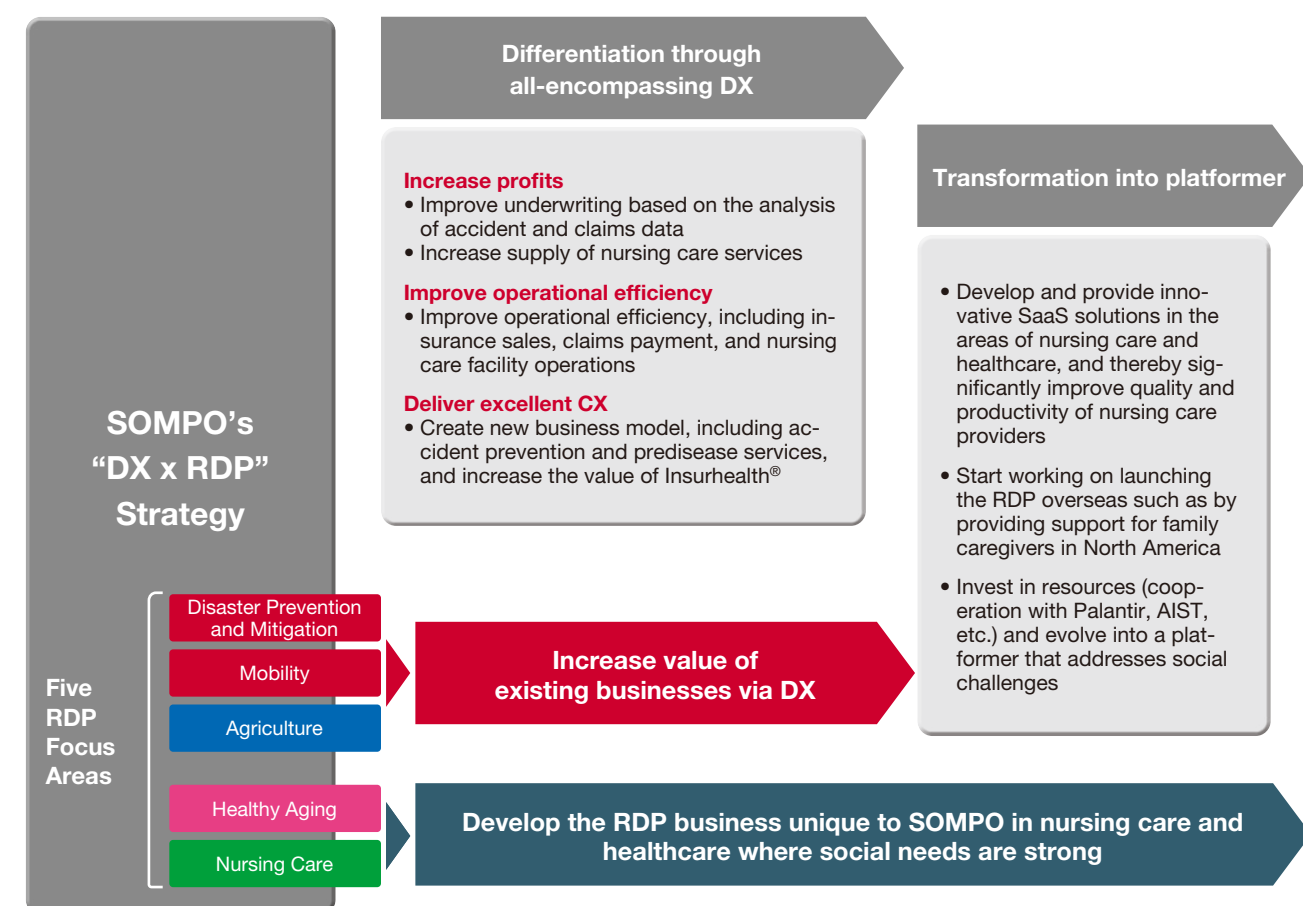 Differentiation through
all-encompassing DX
Increase profits
• Improve underwriting based on the analysis
of accident and claims data
• Increase supply of nursing care services
Improve operational efficiency
• Improve operational efficiency, including in-
surance sales, claims payment, and nursing
care facility operations
Deliver excellent CX
• Create new business model, including ac-
cident prevention and predisease services,
and increase the value of Insurhealth®
Transformation into platformer
• Develop and provide inno-
vative SaaS solutions in the
areas of nursing care and
healthcare, and thereby sig-
nificantly improve quality and
productivity of nursing care
providers
• Start working on launching
the RDP overseas such as by
providing support for family
caregivers in North America
• Invest in resources (coop-
eration with Palantir, AIST,
etc.) and evolve into a plat-
former that addresses social
challenges
SOMPO’s
“DX x RDP”
Strategy
Five
RDP
Focus
Areas
Disaster Prevention
and Mitigation
Mobility
Agriculture
Healthy Aging
Nursing Care
Increase value of
existing businesses via DX
Develop the RDP business unique to SOMPO in nursing care and
healthcare where social needs are strong